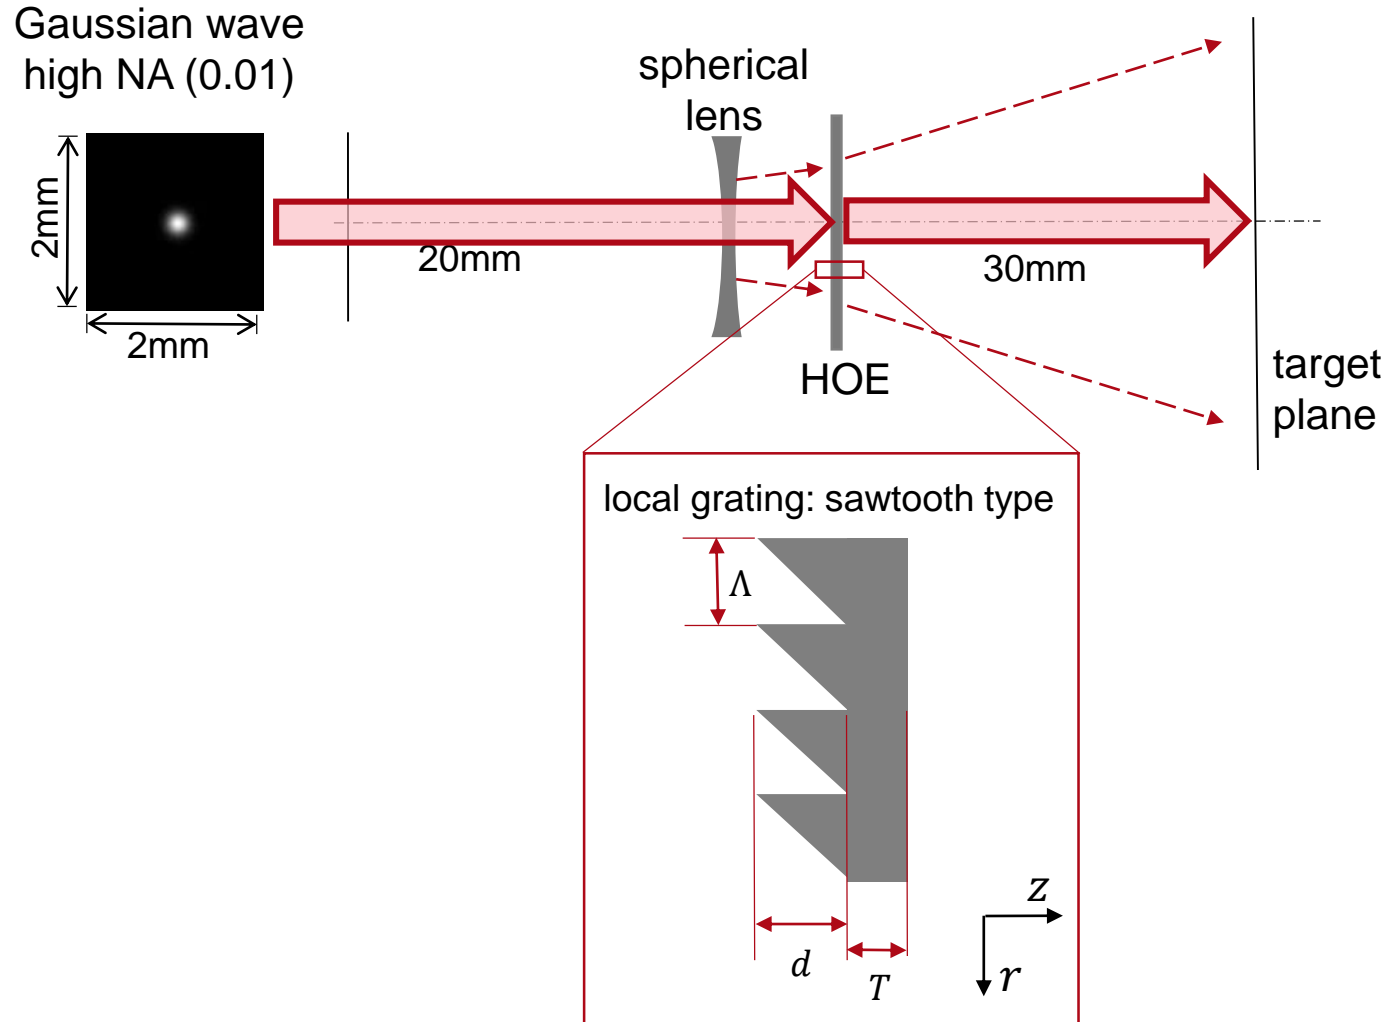 Gaussian wave
high NA (0.01)
2mm
2mm
spherical
lens
20mm
HOE
30mm
target
plane
local grating: sawtooth type
Λ
d
T
z
r